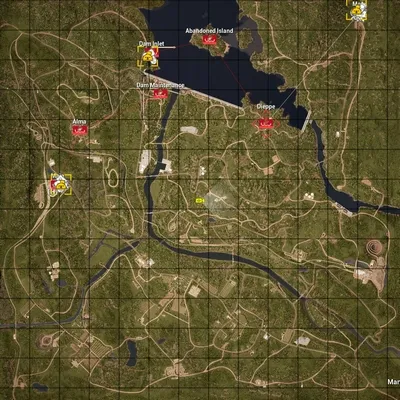 Abandoned Island
Dam Inlet
Dam Maintenance
Dieppe
Alma